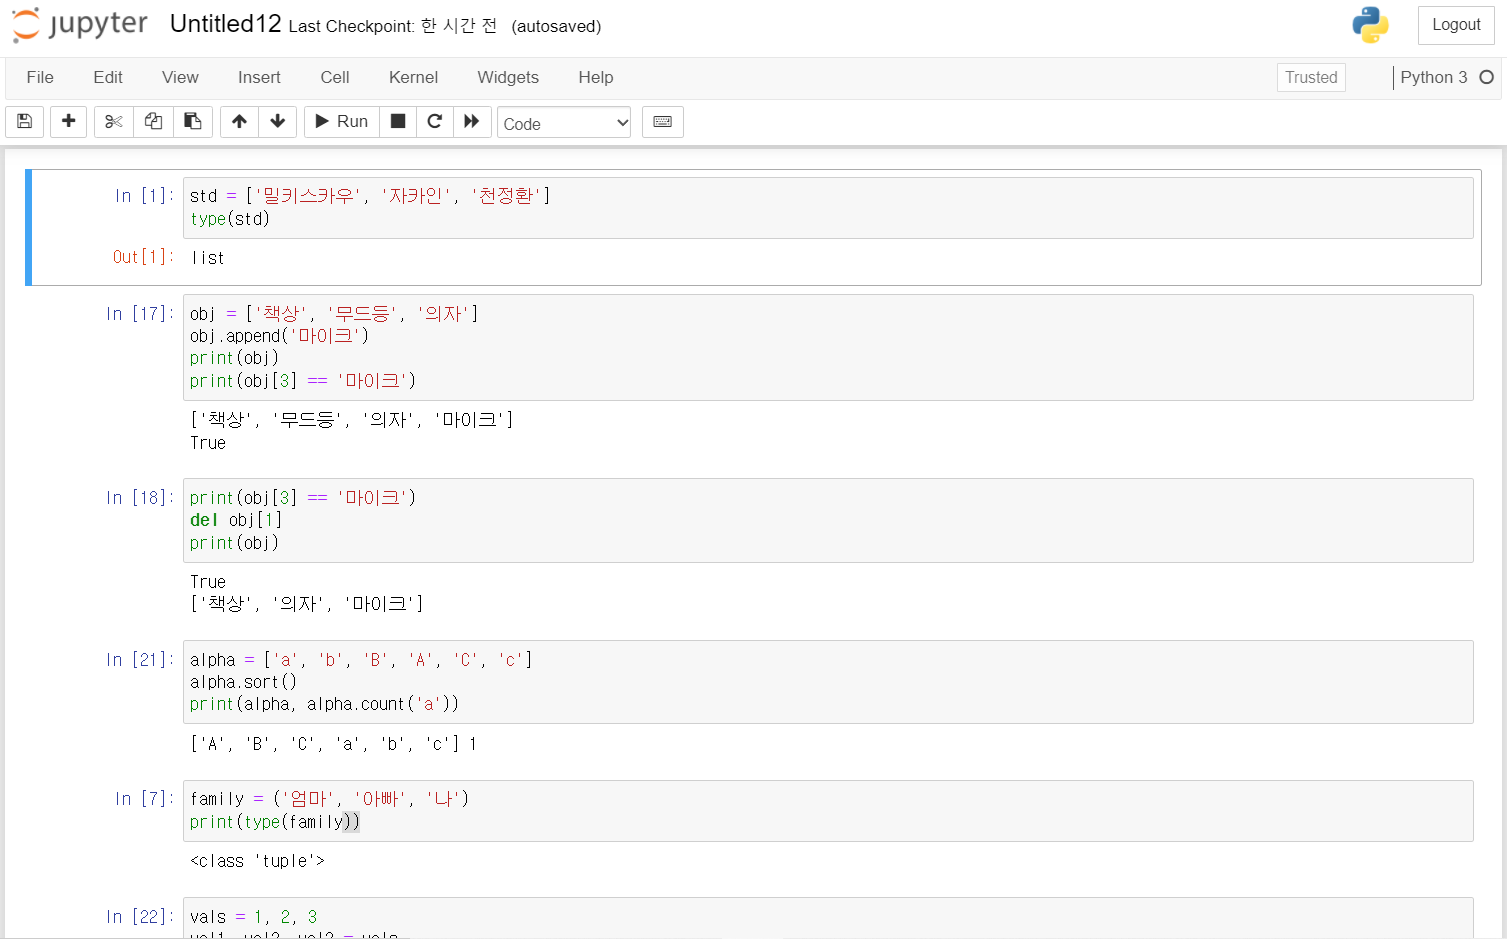 jupyter Untitled12 Last Checkpoint: 한 시간 전 (autosaved) Logout
File Edit View Insert Cell Kernel Widgets Help Trusted Python 3
Run Code
In [1]: std = ['밀키스카우', '자카인', '천정환']
type(std)
Out[1]: list
In [17]: obj = ['책상', '무드등', '의자']
obj.append('마이크')
print(obj)
print(obj[3] == '마이크')
['책상', '무드등', '의자', '마이크']
True
In [18]: print(obj[3] == '마이크')
del obj[1]
print(obj)
True
['책상', '의자', '마이크']
In [21]: alpha = ['a', 'b', 'B', 'A', 'C', 'c']
alpha.sort()
print(alpha, alpha.count('a'))
['A', 'B', 'C', 'a', 'b', 'c'] 1
In [7]: family = ('엄마', '아빠', '나')
print(type(family))
<class 'tuple'>
In [22]: vals = 1, 2, 3
val1, val2, val3 = vals